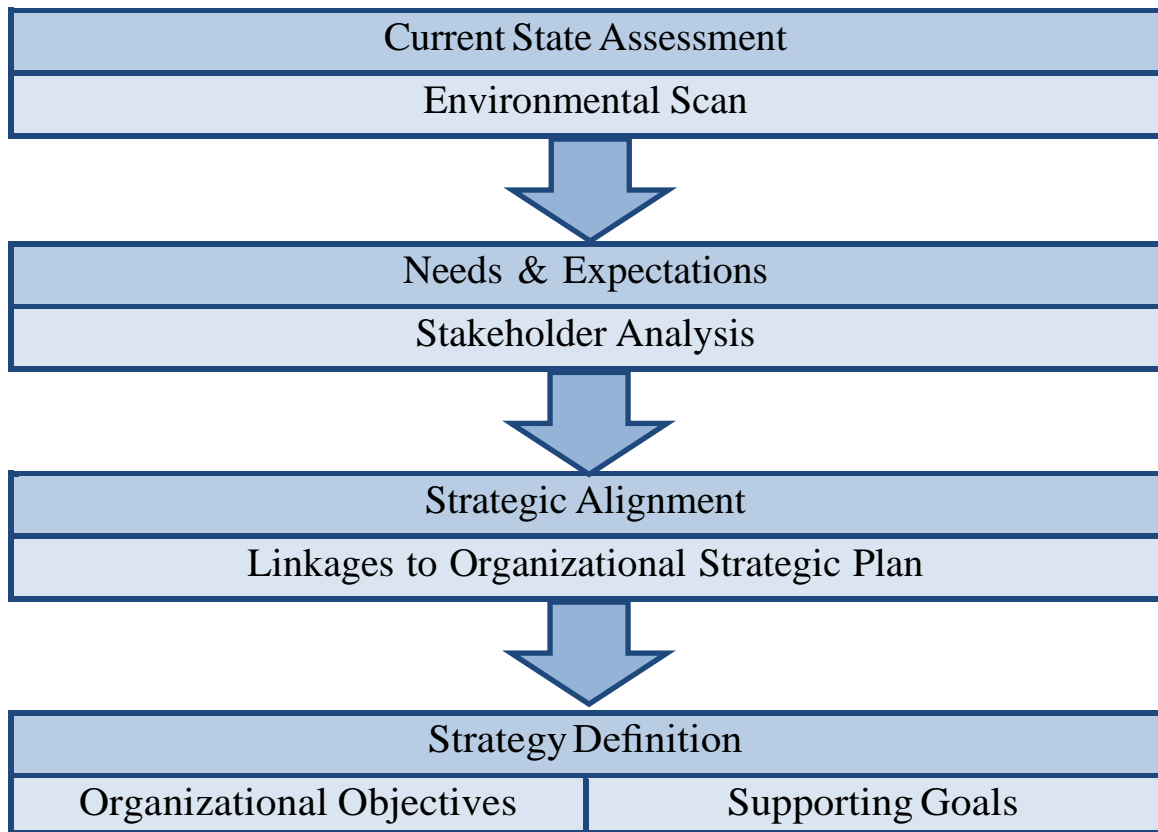 Current State Assessment
Environmental Scan
Needs & Expectations
Stakeholder Analysis
Strategic Alignment
Linkages to Organizational Strategic Plan
Strategy Definition
Organizational Objectives
Supporting Goals